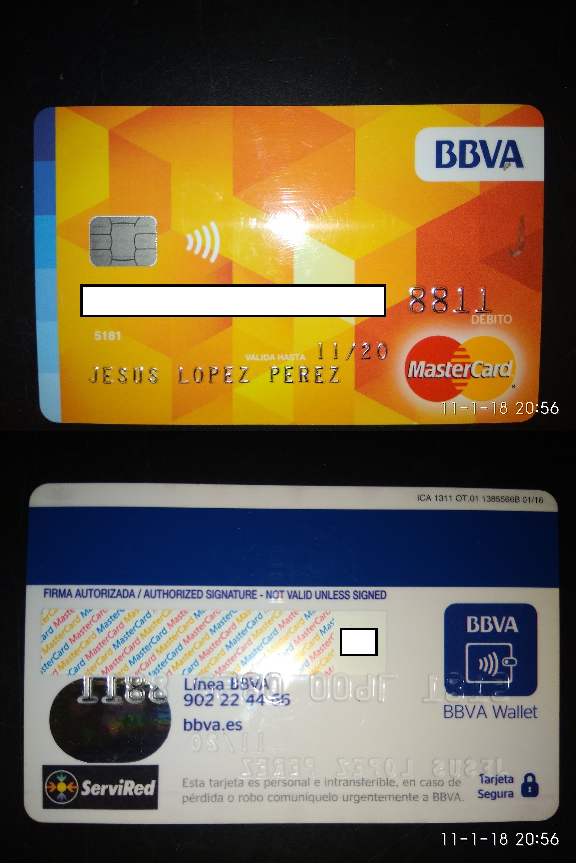 BBVA
8811
DEBITO
5181
VALIDA HASTA 11/20
JESUS LOPEZ PEREZ
MasterCard
11-1-18 20:56
ICA 1311 OT.01 1385566B 01/16
FIRMA AUTORIZADA / AUTHORIZED SIGNATURE - NOT VALID UNLESS SIGNED
BBVA
Línea BBVA
902 22 44 66
bbva.es
BBVA Wallet
ServiRed
Esta tarjeta es personal e intransferible, en caso de
pérdida o robo comuníquelo urgentemente a BBVA.
Tarjeta
Segura
11-1-18 20:56